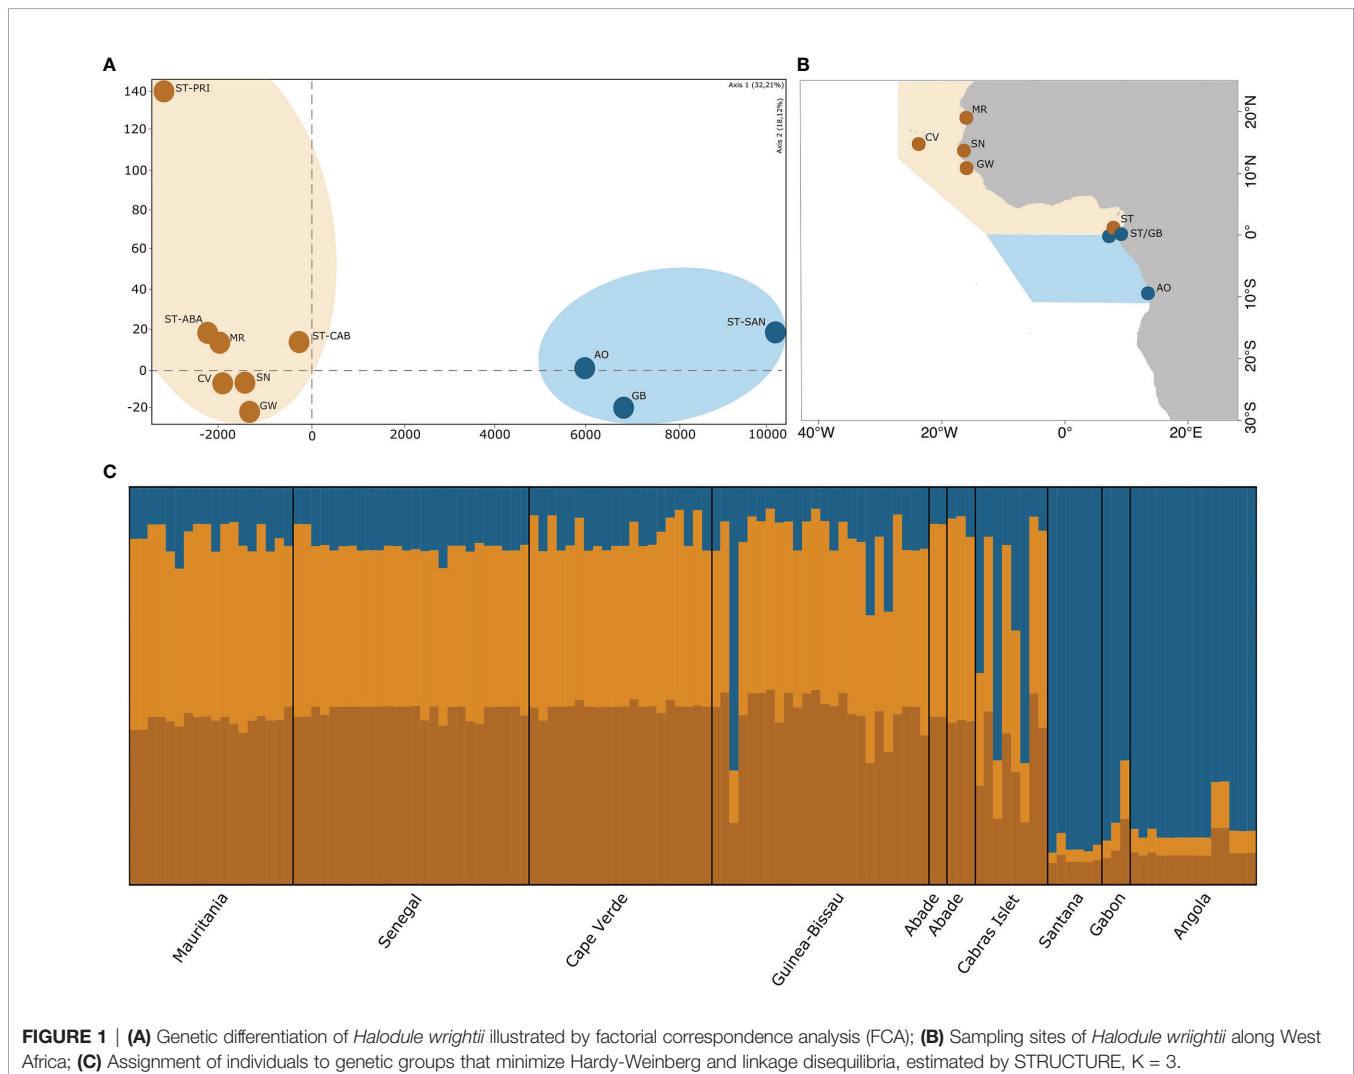 A
140
120
100
80
60
40
20
0
-20
-2000
0
2000
4000
6000
8000
10000
Axis 1 (32,21%)
Axis 2 (18,12%)
ST-PRI
ST-ABA
MR
ST-CAB
CV
SN
GW
AO
GB
ST-SAN
B
MR
CV
SN
GW
ST
ST/GB
AO
20°N
10°N
0°
10°S
20°S
30°S
40°W
20°W
0°
20°E
C
Mauritania
Senegal
Cape Verde
Guinea-Bissau
Abade
Abade
Cabras Islet
Santana
Gabon
Angola
FIGURE 1 | (A) Genetic differentiation of Halodule wrightii illustrated by factorial correspondence analysis (FCA); (B) Sampling sites of Halodule wriightii along West
Africa; (C) Assignment of individuals to genetic groups that minimize Hardy-Weinberg and linkage disequilibria, estimated by STRUCTURE, K = 3.